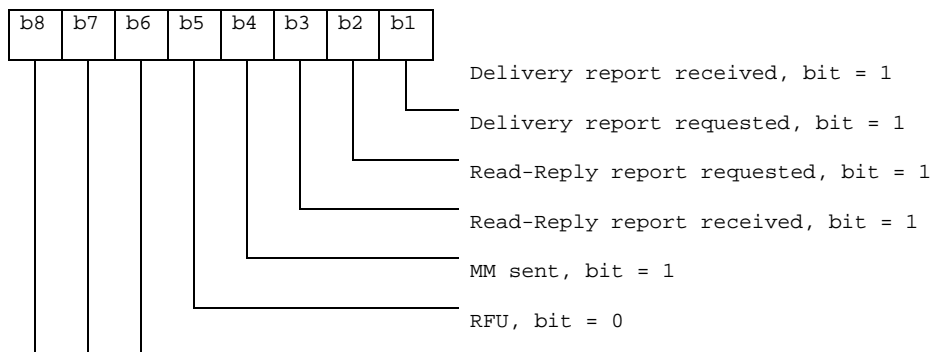 b8 b7 b6 b5 b4 b3 b2 b1
Delivery report received, bit = 1
Delivery report requested, bit = 1
Read-Reply report requested, bit = 1
Read-Reply report received, bit = 1
MM sent, bit = 1
RFU, bit = 0